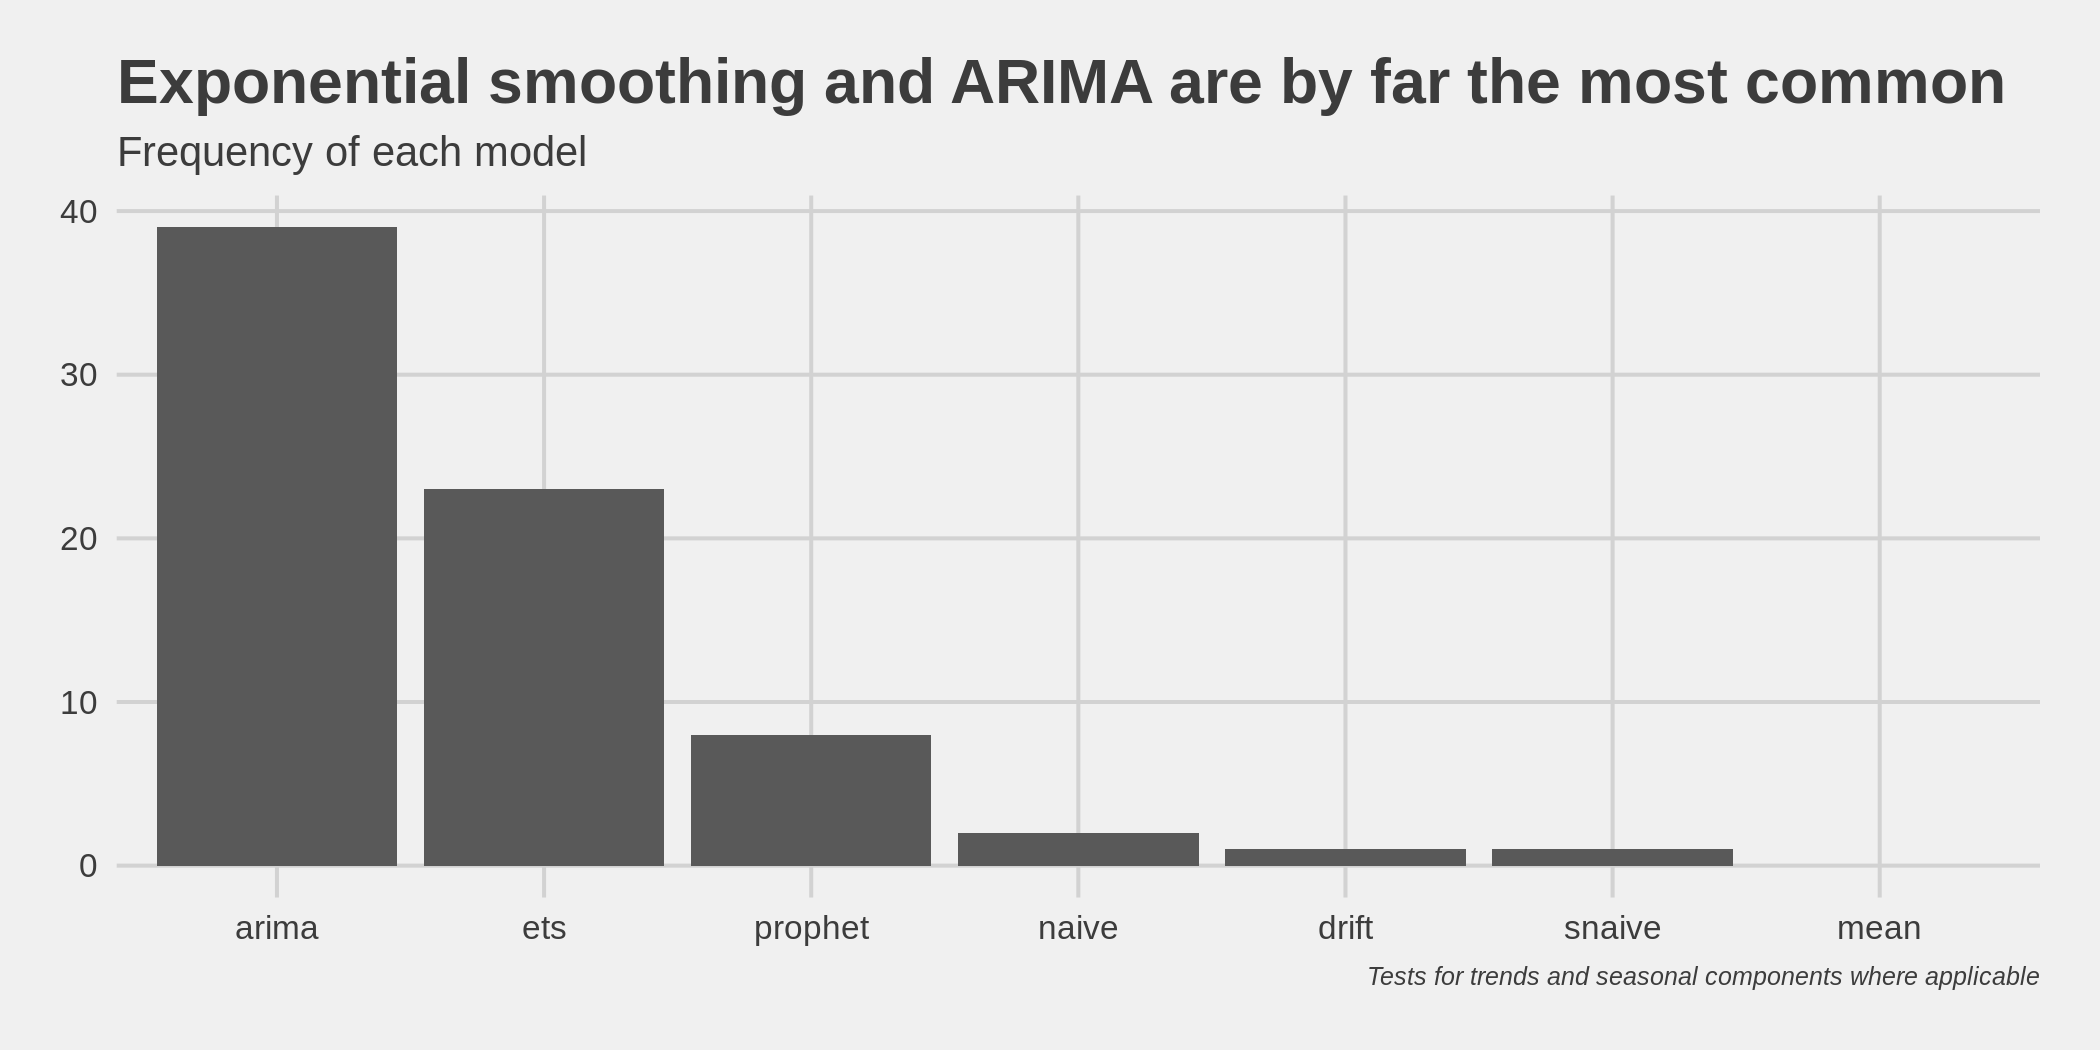 Exponential smoothing and ARIMA are by far the most common
Frequency of each model
40
30
20
10
0
arima ets prophet naive drift snaive mean
Tests for trends and seasonal components where applicable